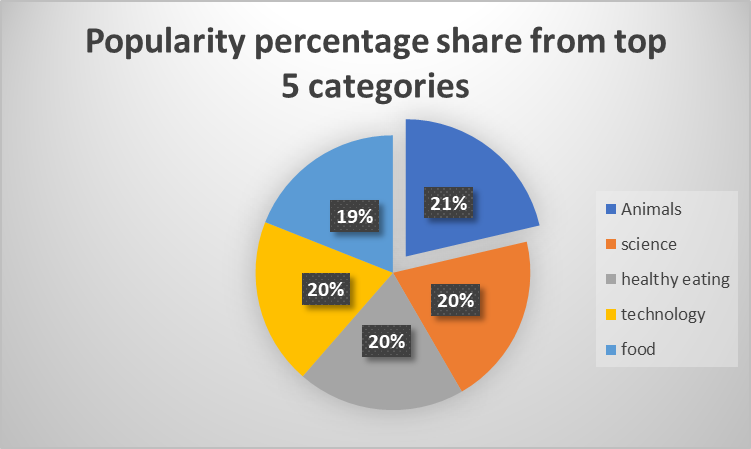 Popularity percentage share from top
5 categories
21%
19%
20%
20%
20%
Animals
science
healthy eating
technology
food